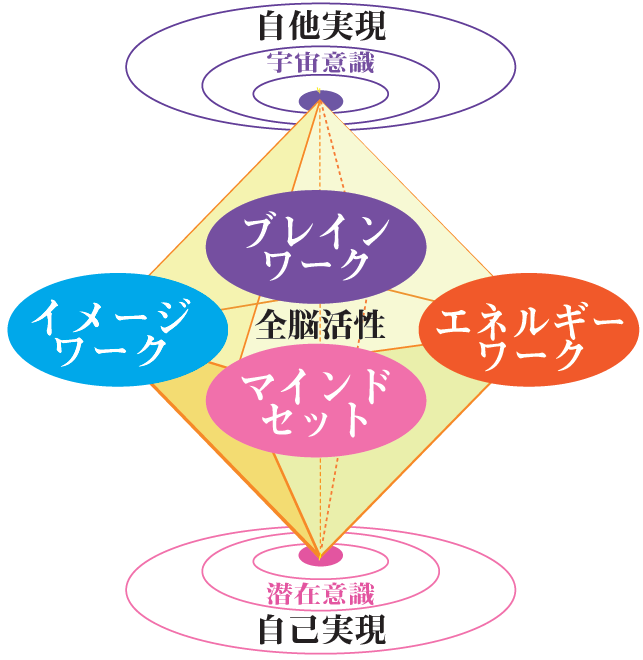 自他実現
宇宙意識
ブレイン
ワーク
イメージ
ワーク
全脳活性
エネルギー
ワーク
マインド
セット
潜在意識
自己実現